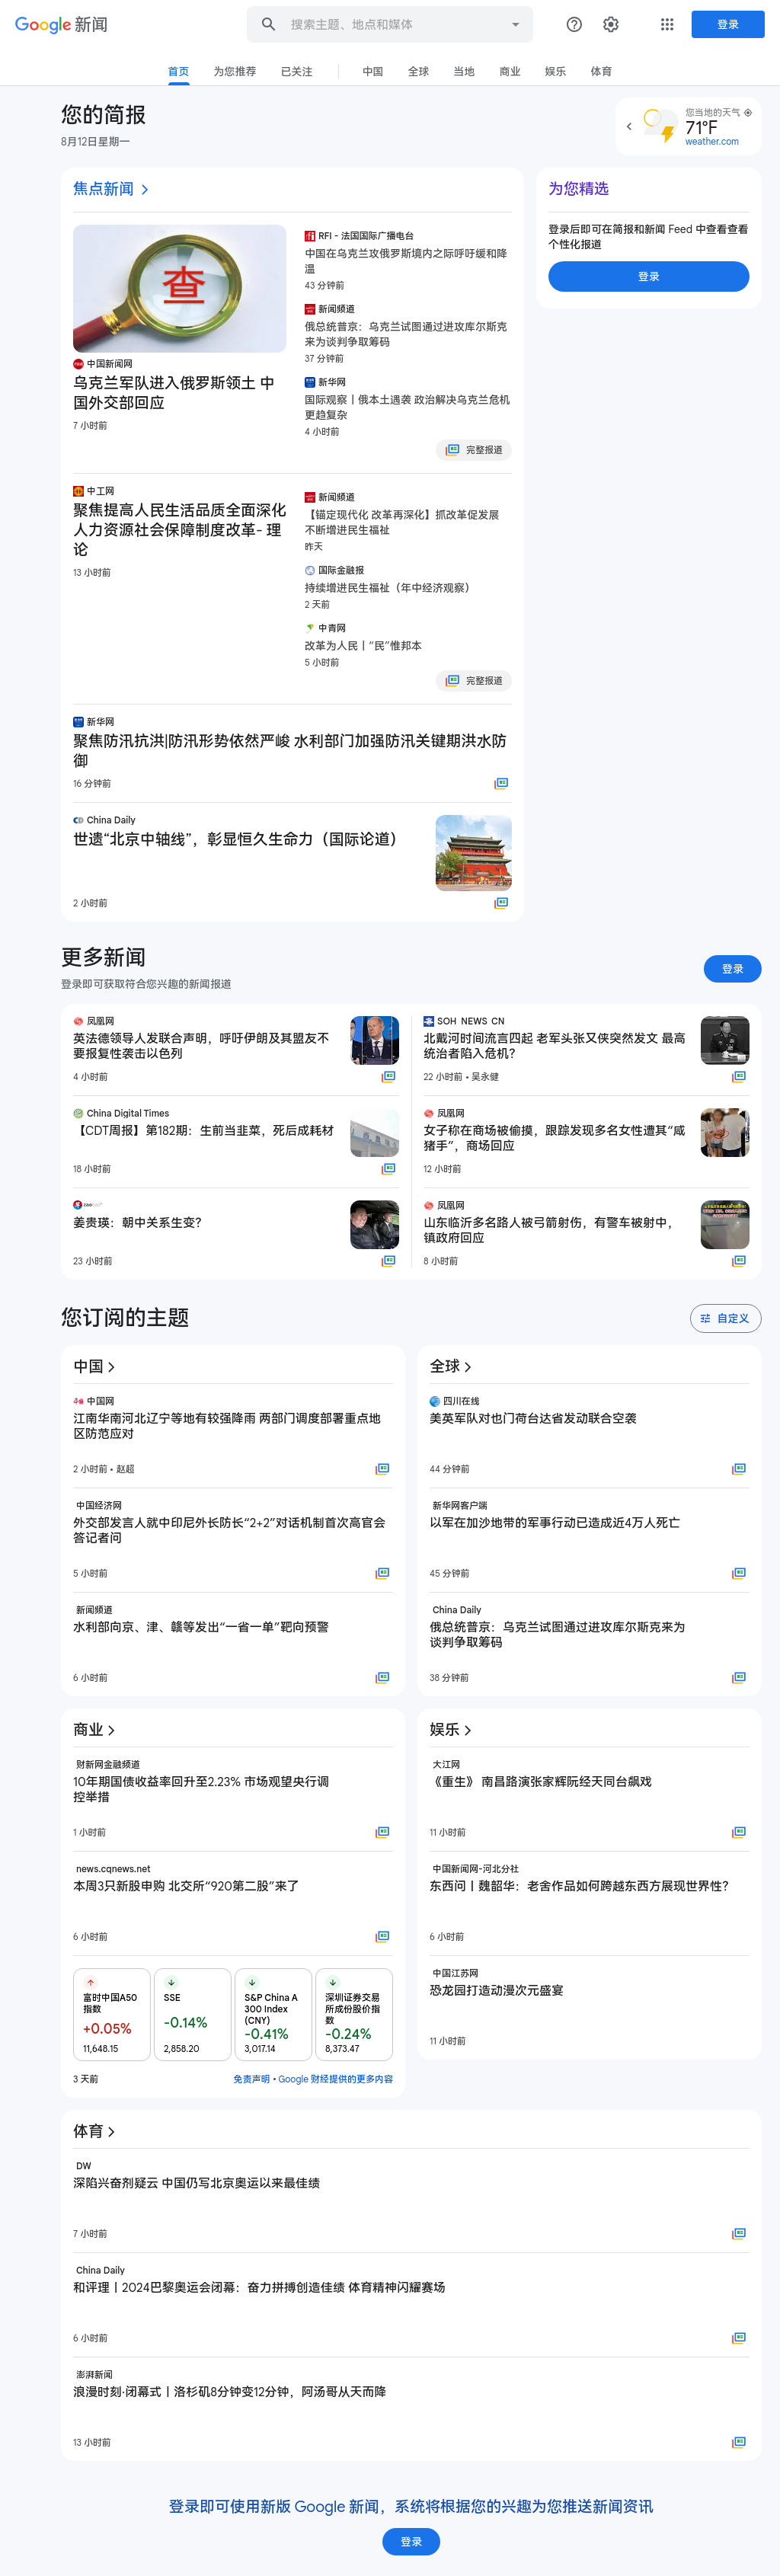 Google 新闻
搜索主题、地点和媒体
登录
首页
为您推荐
已关注
中国
全球
当地
商业
娱乐
体育
您的简报
8月12日星期一
您当地的天气
71°F
weather.com
焦点新闻
查
中国新闻网
乌克兰军队进入俄罗斯领土 中
国外交部回应
7 小时前
RFI - 法国国际广播电台
中国在乌克兰攻俄罗斯境内之际呼吁缓和降
温
43 分钟前
新闻频道
俄总统普京：乌克兰试图通过进攻库尔斯克
来为谈判争取筹码
37 分钟前
新华网
国际观察丨俄本土遇袭 政治解决乌克兰危机
更趋复杂
4 小时前
完整报道
中工网
聚焦提高人民生活品质全面深化
人力资源社会保障制度改革- 理
论
13 小时前
新闻频道
【锚定现代化 改革再深化】抓改革促发展
不断增进民生福祉
昨天
国际金融报
持续增进民生福祉（年中经济观察）
2 天前
中青网
改革为人民丨“民”惟邦本
5 小时前
完整报道
新华网
聚焦防汛抗洪|防汛形势依然严峻 水利部门加强防汛关键期洪水防
御
16 分钟前
China Daily
世遗“北京中轴线”，彰显恒久生命力（国际论道）
2 小时前
为您精选
登录后即可在简报和新闻 Feed 中查看查看
个性化报道
登录
更多新闻
登录即可获取符合您兴趣的新闻报道
登录
凤凰网
英法德领导人发联合声明，呼吁伊朗及其盟友不
要报复性袭击以色列
4 小时前
China Digital Times
【CDT周报】第182期：生前当韭菜，死后成耗材
18 小时前
姜贵瑛：朝中关系生变？
23 小时前
SOH NEWS CN
北戴河时间流言四起 老军头张又侠突然发文 最高
统治者陷入危机？
22 小时前 • 吴永健
凤凰网
女子称在商场被偷摸，跟踪发现多名女性遭其“咸
猪手”，商场回应
12 小时前
凤凰网
山东临沂多名路人被弓箭射伤，有警车被射中，
镇政府回应
8 小时前
您订阅的主题
自定义
中国
中国网
江南华南河北辽宁等地有较强降雨 两部门调度部署重点地
区防范应对
2 小时前 • 赵超
中国经济网
外交部发言人就中印尼外长防长“2+2”对话机制首次高官会
答记者问
5 小时前
新闻频道
水利部向京、津、赣等发出“一省一单”靶向预警
6 小时前
全球
四川在线
美英军队对也门荷台达省发动联合空袭
44 分钟前
新华网客户端
以军在加沙地带的军事行动已造成近4万人死亡
45 分钟前
China Daily
俄总统普京：乌克兰试图通过进攻库尔斯克来为
谈判争取筹码
38 分钟前
商业
财新网金融频道
10年期国债收益率回升至2.23% 市场观望央行调
控举措
1 小时前
news.cqnews.net
本周3只新股申购 北交所“920第二股”来了
6 小时前
富时中国A50
指数
+0.05%
11,648.15
SSE
-0.14%
2,858.20
S&P China A
300 Index
(CNY)
-0.41%
3,017.14
深圳证券交易
所成份股价指
数
-0.24%
8,373.47
3 天前
免责声明 • Google 财经提供的更多内容
娱乐
大江网
《重生》 南昌路演张家辉阮经天同台飙戏
11 小时前
中国新闻网-河北分社
东西问丨魏韶华：老舍作品如何跨越东西方展现世界性？
6 小时前
中国江苏网
恐龙园打造动漫次元盛宴
11 小时前
体育
DW
深陷兴奋剂疑云 中国仍写北京奥运以来最佳绩
7 小时前
China Daily
和评理丨2024巴黎奥运会闭幕：奋力拼搏创造佳绩 体育精神闪耀赛场
6 小时前
澎湃新闻
浪漫时刻·闭幕式丨洛杉矶8分钟变12分钟，阿汤哥从天而降
13 小时前
登录即可使用新版 Google 新闻，系统将根据您的兴趣为您推送新闻资讯
登录